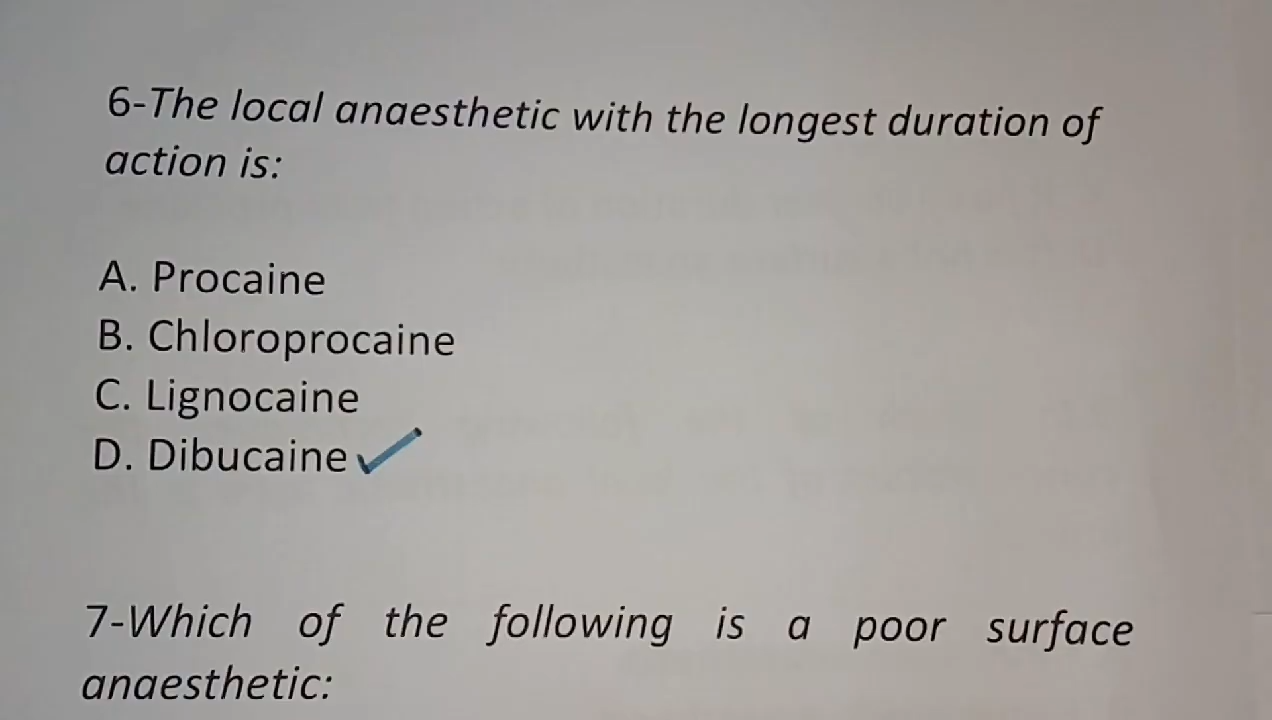 6-The local anaesthetic with the longest duration of
action is:
A. Procaine
B. Chloroprocaine
C. Lignocaine
D. Dibucaine
7-Which of the following is a poor surface
anaesthetic: